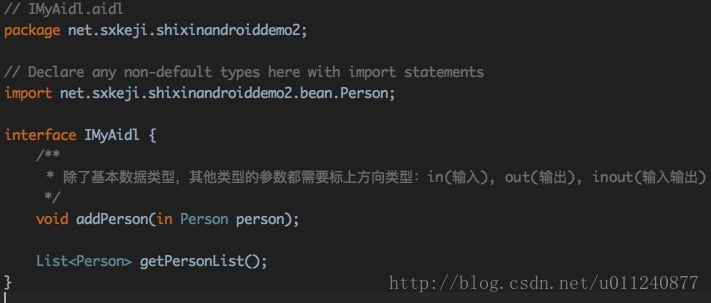 // IMyAidl.aidl
package net.sxkeji.shixinandroiddemo2;
// Declare any non-default types here with import statements
import net.sxkeji.shixinandroiddemo2.bean.Person;
interface IMyAidl {
/**
* 除了基本数据类型，其他类型的参数都需要标上方向类型：in(输入), out(输出), inout(输入输出)
*/
void addPerson(in Person person);
List<Person> getPersonList();
}
http://blog.csdn.net/u011240877